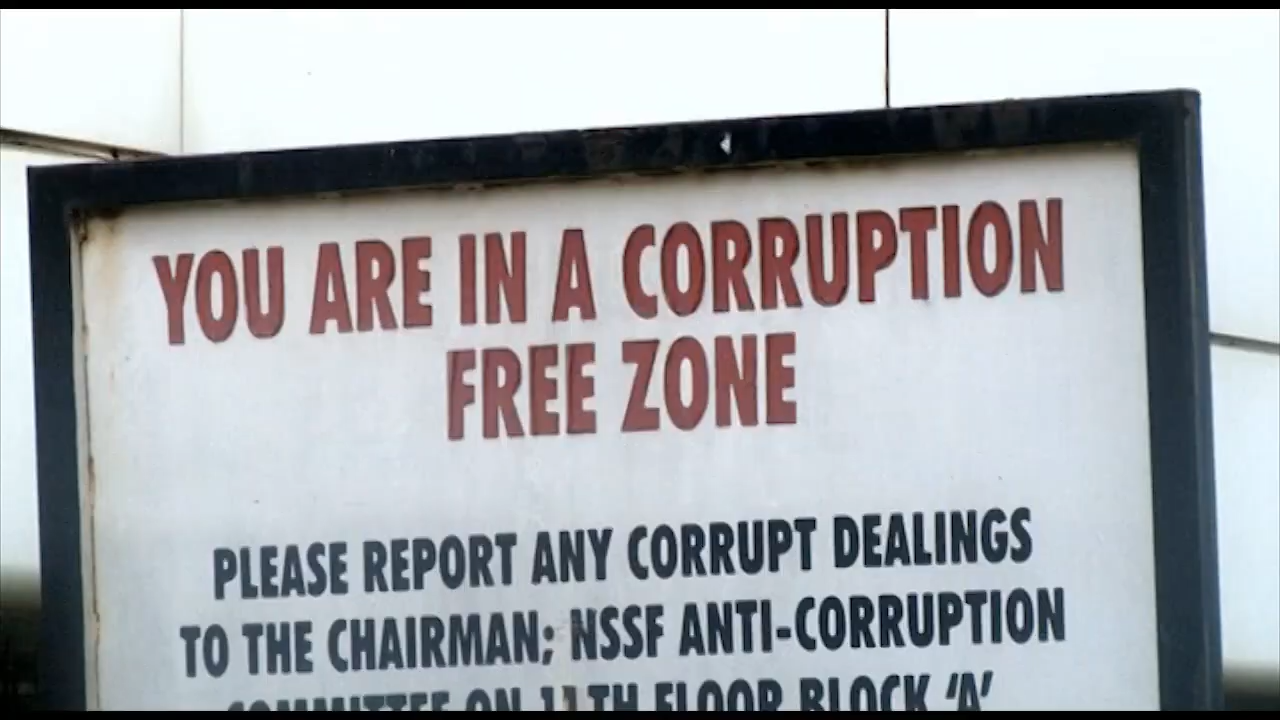 YOU ARE IN A CORRUPTION
FREE ZONE
PLEASE REPORT ANY CORRUPT DEALINGS
TO THE CHAIRMAN; NSSF ANTI-CORRUPTION
COMMITTEE ON 11TH FLOOR BLOCK ‘A’